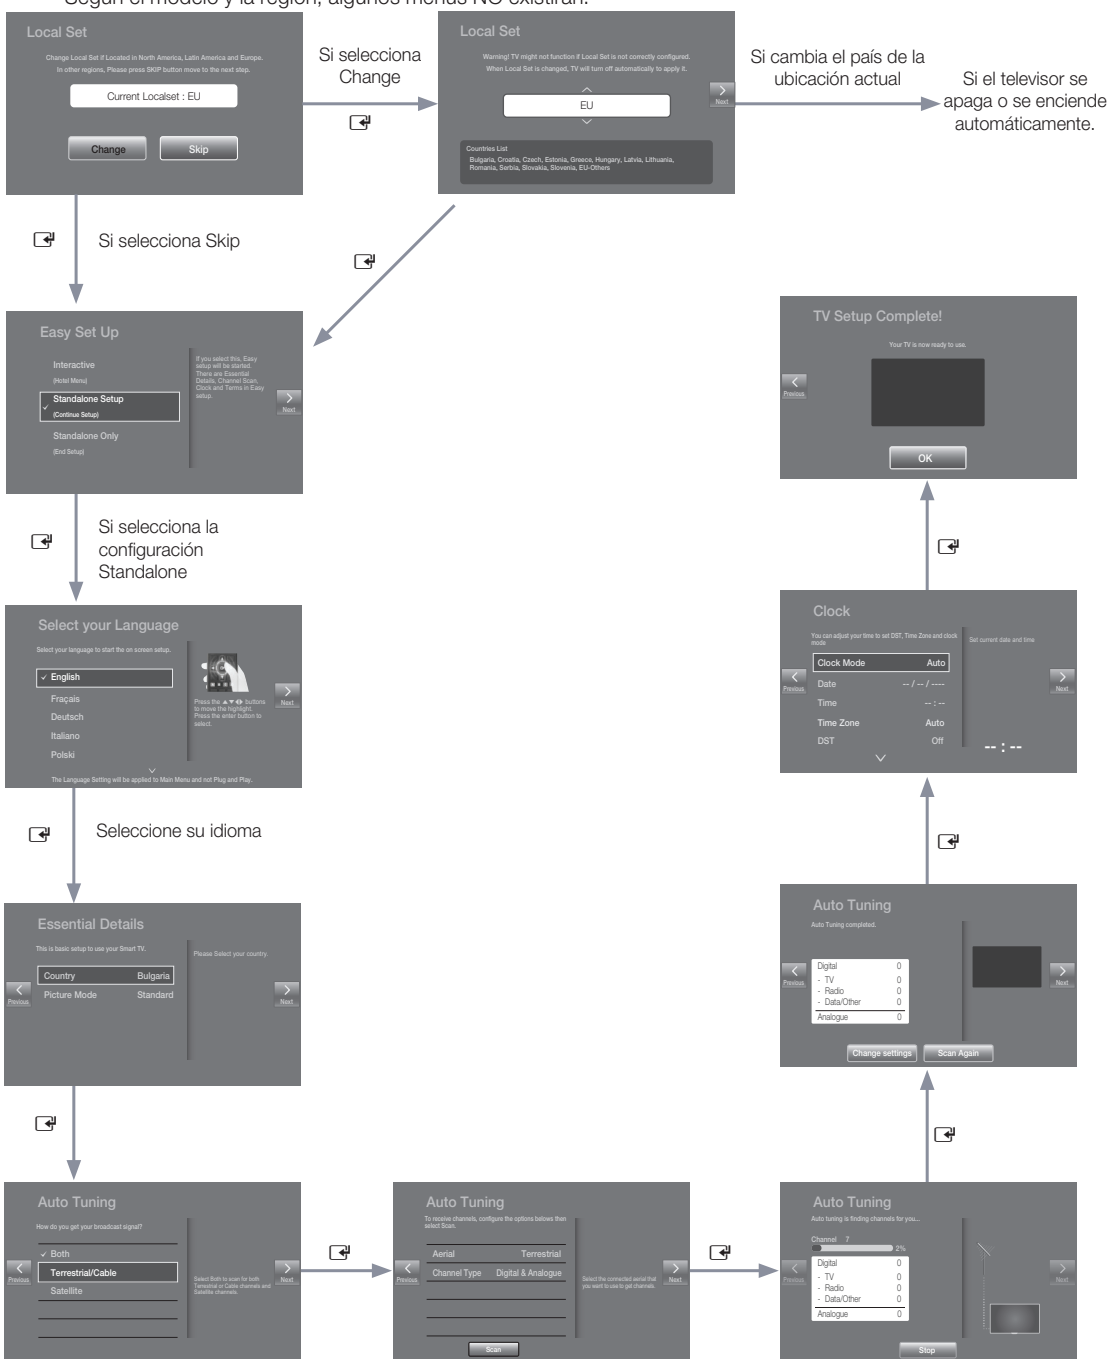 Según el modelo y la región, algunos menús NO existirán.
Local Set
Change Local Set if Located in North America, Latin America and Europe.
In other regions, Please press SKIP button move to the next step.
Current Localset : EU
Change
Skip
Si selecciona
Change
Local Set
Warning! TV might not function if Local Set is not correctly configured.
When Local Set is changed, TV will turn off automatically to apply it.
EU
Next
Countries List
Bulgaria, Croatia, Czech, Estonia, Greece, Hungary, Latvia, Lithuania,
Romania, Serbia, Slovakia, Slovenia, EU-Others
Si cambia el país de la
ubicación actual
Si el televisor se
apaga o se enciende
automáticamente.
Si selecciona Skip
Easy Set Up
Interactive
(Hotel Menu)
Standalone Setup
(Continue Setup)
Standalone Only
(End Setup)
If you select this, Easy
setup will be started.
There are Essential
Details, Channel Scan,
Clock and Terms in Easy
setup.
Next
Si selecciona la
configuración
Standalone
Select your Language
Select your language to start the on screen setup.
English
Fraçais
Deutsch
Italiano
Polski
Press the ▲▼◄► buttons
to move the highlight.
Press the enter button to
select.
Next
The Language Setting will be applied to Main Menu and not Plug and Play.
Seleccione su idioma
Essential Details
This is basic setup to use your Smart TV.
Country Bulgaria
Picture Mode Standard
Please Select your country.
Previous
Next
Auto Tuning
How do you get your broadcast signal?
Both
Terrestrial/Cable
Satellite
Select Both to scan for both
Terrestrial or Cable channels and
Satellite channels.
Previous
Next
Auto Tuning
To receive channels, configure the options belows then
select Scan.
Aerial Terrestrial
Channel Type Digital & Analogue
Select the connected aerial that
you want to use to get channels.
Previous
Next
Scan
Auto Tuning
Auto tuning is finding channels for you...
Channel 7
2%
Digital 0
- TV 0
- Radio 0
- Data/Other 0
Analogue 0
Previous
Next
Stop
Auto Tuning
Auto Tuning completed.
Digital 0
- TV 0
- Radio 0
- Data/Other 0
Analogue 0
Previous
Next
Change settings
Scan Again
Clock
You can adjust your time to set DST, Time Zone and clock
mode
Clock Mode Auto
Date -- / -- / ----
Time -- : --
Time Zone Auto
DST Off
Set current date and time
-- : --
Previous
Next
TV Setup Complete!
Your TV is now ready to use.
Previous
OK